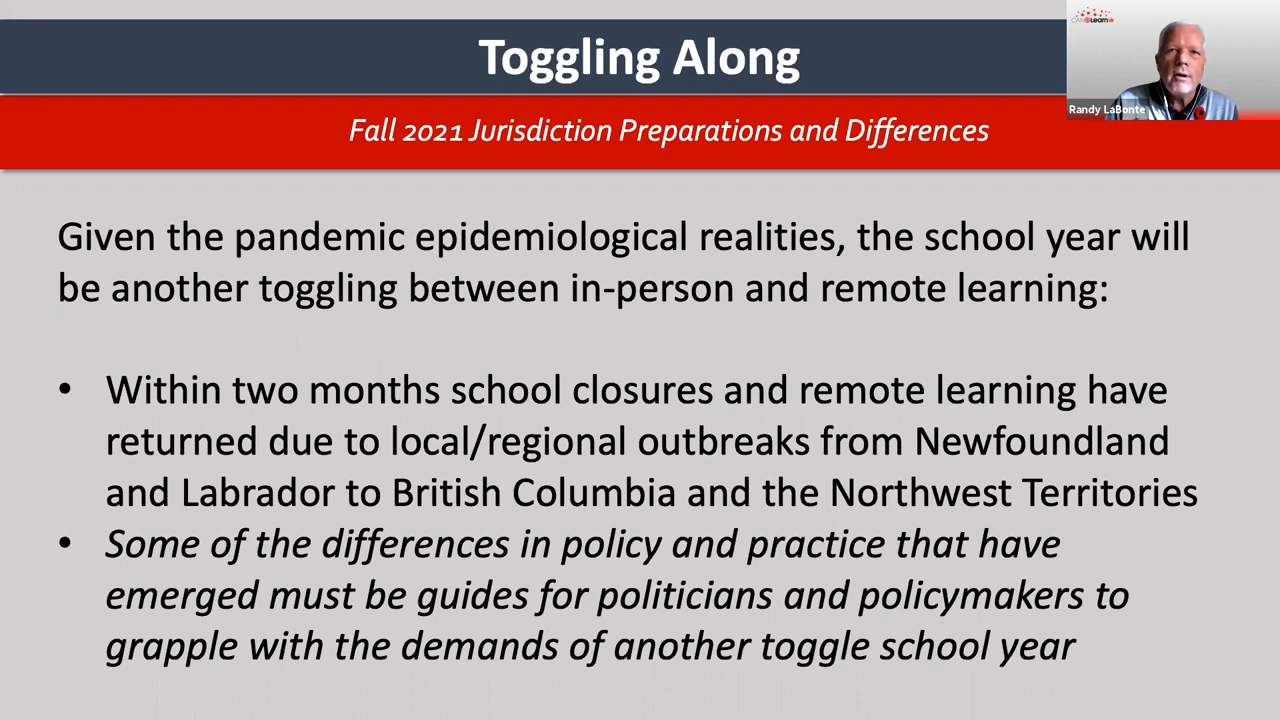 Toggling Along
CANeLearn
Randy LaBonte
Fall 2021 Jurisdiction Preparations and Differences
Given the pandemic epidemiological realities, the school year will
be another toggling between in-person and remote learning:
• Within two months school closures and remote learning have
returned due to local/regional outbreaks from Newfoundland
and Labrador to British Columbia and the Northwest Territories
• Some of the differences in policy and practice that have
emerged must be guides for politicians and policymakers to
grapple with the demands of another toggle school year